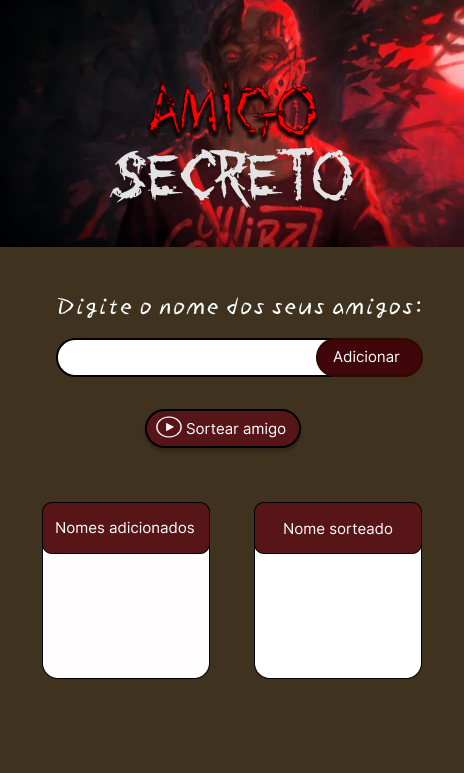 AMIGO
SECRETO
Digite o nome dos seus amigos:
Adicionar
Sortear amigo
Nomes adicionados
Nome sorteado